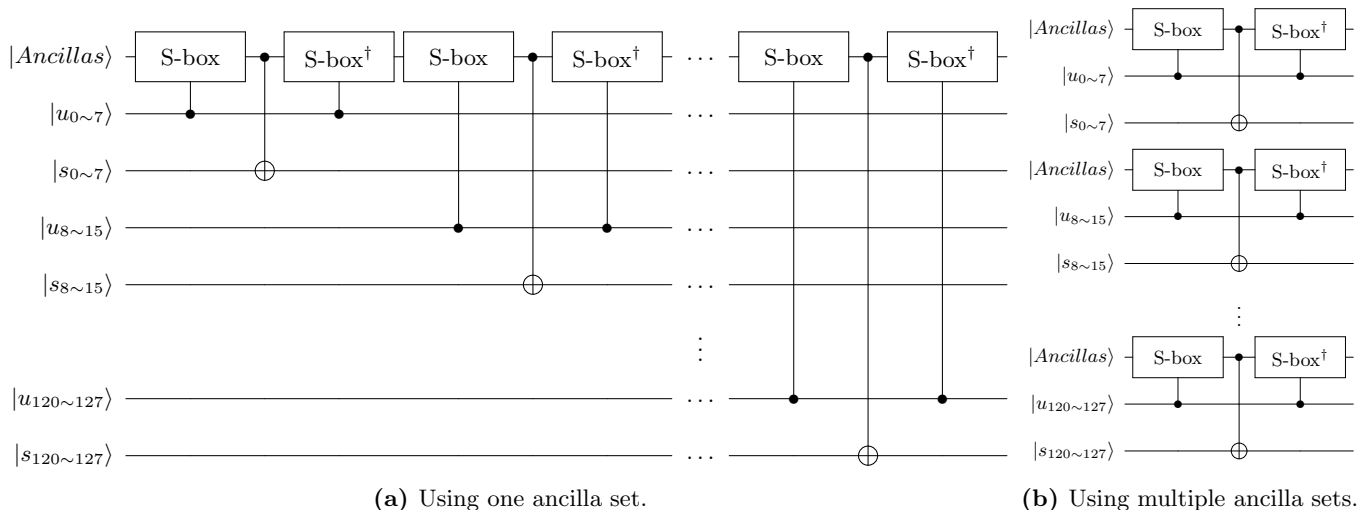 |Ancillas⟩ S-box S-box† S-box S-box† ... S-box S-box†
|u₀∼₇⟩ ...
|s₀∼₇⟩ ...
|u₈∼₁₅⟩ ...
|s₈∼₁₅⟩ ...
⋮
|u₁₂₀∼₁₂₇⟩ ...
|s₁₂₀∼₁₂₇⟩ ...
(a) Using one ancilla set.
|Ancillas⟩ S-box S-box†
|u₀∼₇⟩
|s₀∼₇⟩
|Ancillas⟩ S-box S-box†
|u₈∼₁₅⟩
|s₈∼₁₅⟩
⋮
|Ancillas⟩ S-box S-box†
|u₁₂₀∼₁₂₇⟩
|s₁₂₀∼₁₂₇⟩
(b) Using multiple ancilla sets.